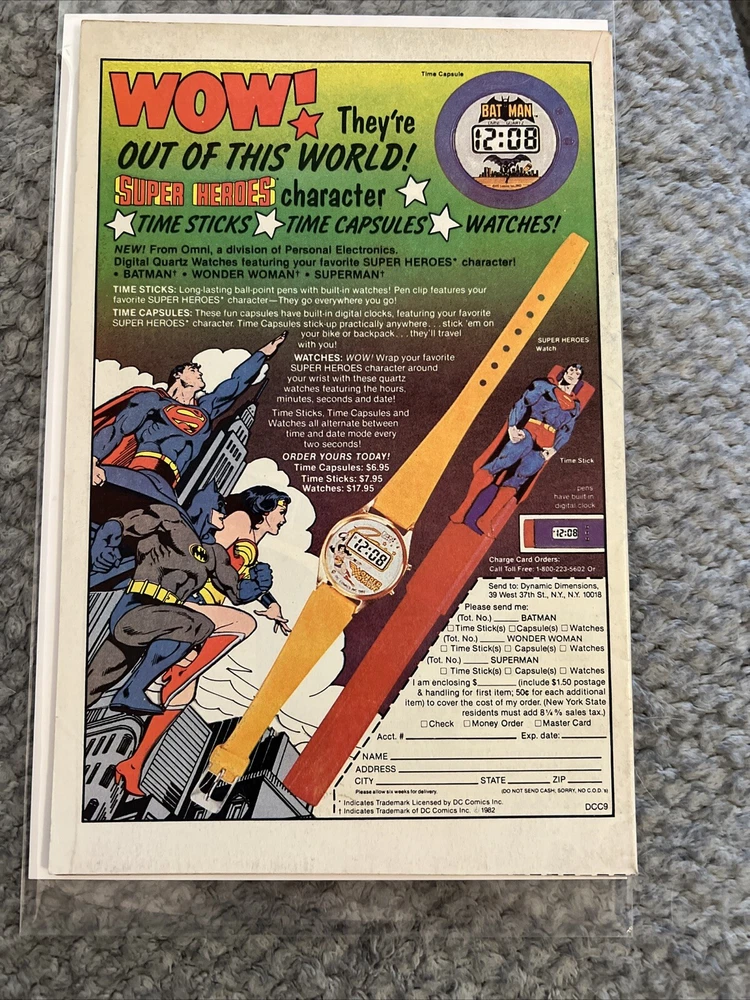 Time Capsule
WOW!
They're
OUT OF THIS WORLD!
SUPER HEROES character
TIME STICKS TIME CAPSULES WATCHES!
BATMAN
12:08
NEW! From Omni, a division of Personal Electronics.
Digital Quartz Watches featuring your favorite SUPER HEROES* character!
• BATMAN† • WONDER WOMAN† • SUPERMAN†
TIME STICKS: Long-lasting ball-point pens with built-in watches! Pen clip features your
favorite SUPER HEROES* character—They go everywhere you go!
TIME CAPSULES: These fun capsules have built-in digital clocks, featuring your favorite
SUPER HEROES* character. Time Capsules stick-up practically anywhere...stick 'em on
your bike or backpack...they'll travel
with you!
WATCHES: WOW! Wrap your favorite
SUPER HEROES character around
your wrist with these quartz
watches featuring the hours,
minutes, seconds and date!
Time Sticks, Time Capsules and
Watches all alternate between
time and date mode every
two seconds!
ORDER YOURS TODAY!
Time Capsules: $6.95
Time Sticks: $7.95
Watches: $17.95
SUPER HEROES
Watch
Time Stick
pens
have built in
digital clock
12:08
12:08
Charge Card Orders:
Call Toll Free: 1-800-223-5602 Or
Send to: Dynamic Dimensions,
39 West 37th St., N.Y., N.Y. 10018
Please send me:
(Tot. No.) _____ BATMAN
☐ Time Stick(s) ☐ Capsule(s) ☐ Watches
(Tot. No.) _____ WONDER WOMAN
☐ Time Stick(s) ☐ Capsule(s) ☐ Watches
(Tot. No.) _____ SUPERMAN
☐ Time Stick(s) ☐ Capsule(s) ☐ Watches
I am enclosing $_____ (include $1.50 postage
& handling for first item; 50¢ for each additional
item) to cover the cost of my order. (New York State
residents must add 8¼% sales tax.)
☐ Check ☐ Money Order ☐ Master Card
Acct. # _____ Exp. date: _____
NAME _____
ADDRESS _____
CITY _____ STATE _____ ZIP _____
Please allow six weeks for delivery. (DO NOT SEND CASH, SORRY, NO C.O.D.'s)
* Indicates Trademark Licensed by DC Comics Inc.
† Indicates Trademark of DC Comics Inc. © 1982
DCC9